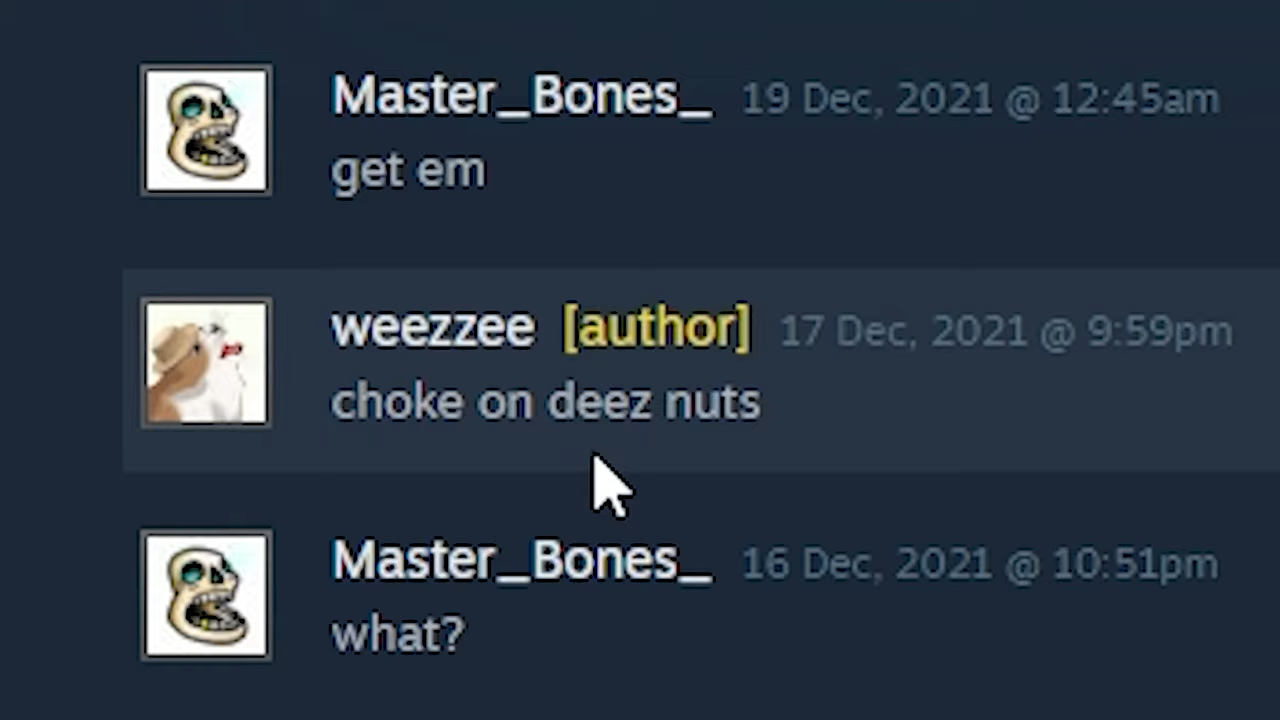 Master_Bones_ 19 Dec, 2021 @ 12:45am
get em
weezzee [author] 17 Dec, 2021 @ 9:59pm
choke on deez nuts
Master_Bones_ 16 Dec, 2021 @ 10:51pm
what?